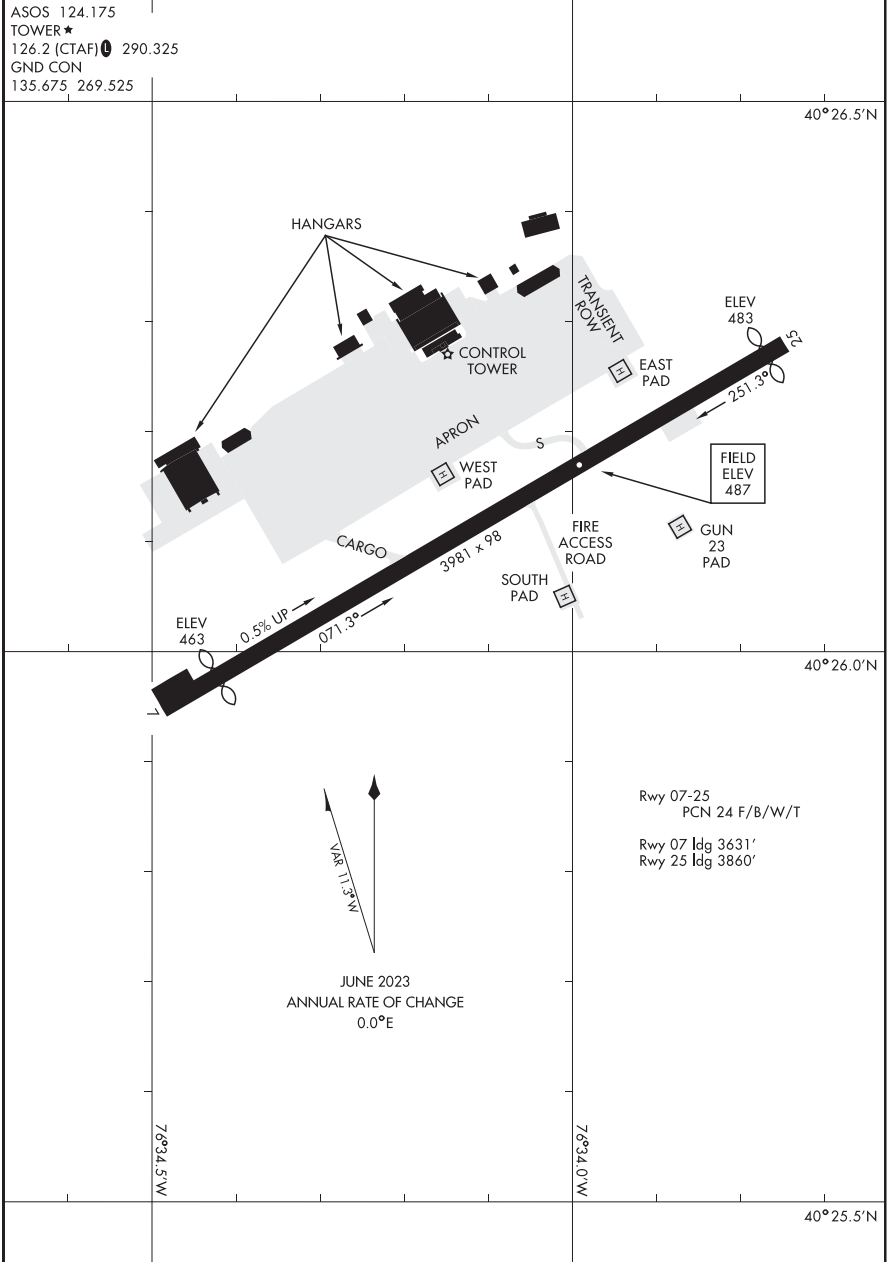 ASOS 124.175
TOWER★
126.2 (CTAF) L 290.325
GND CON
135.675 269.525
40°26.5'N
HANGARS
TRANSIENT
ROW
ELEV
483
25
CONTROL
TOWER
H
EAST
PAD
251.3°
APRON
S
H
WEST
PAD
FIELD
ELEV
487
CARGO
3981 x 98
FIRE
ACCESS
ROAD
H
GUN
23
PAD
SOUTH
PAD
H
ELEV
463
0.5% UP
071.3°
40°26.0'N
7
VAR 11.3°W
Rwy 07-25
PCN 24 F/B/W/T
Rwy 07 ldg 3631'
Rwy 25 ldg 3860'
JUNE 2023
ANNUAL RATE OF CHANGE
0.0°E
76°34.5'W
76°34.0'W
40°25.5'N